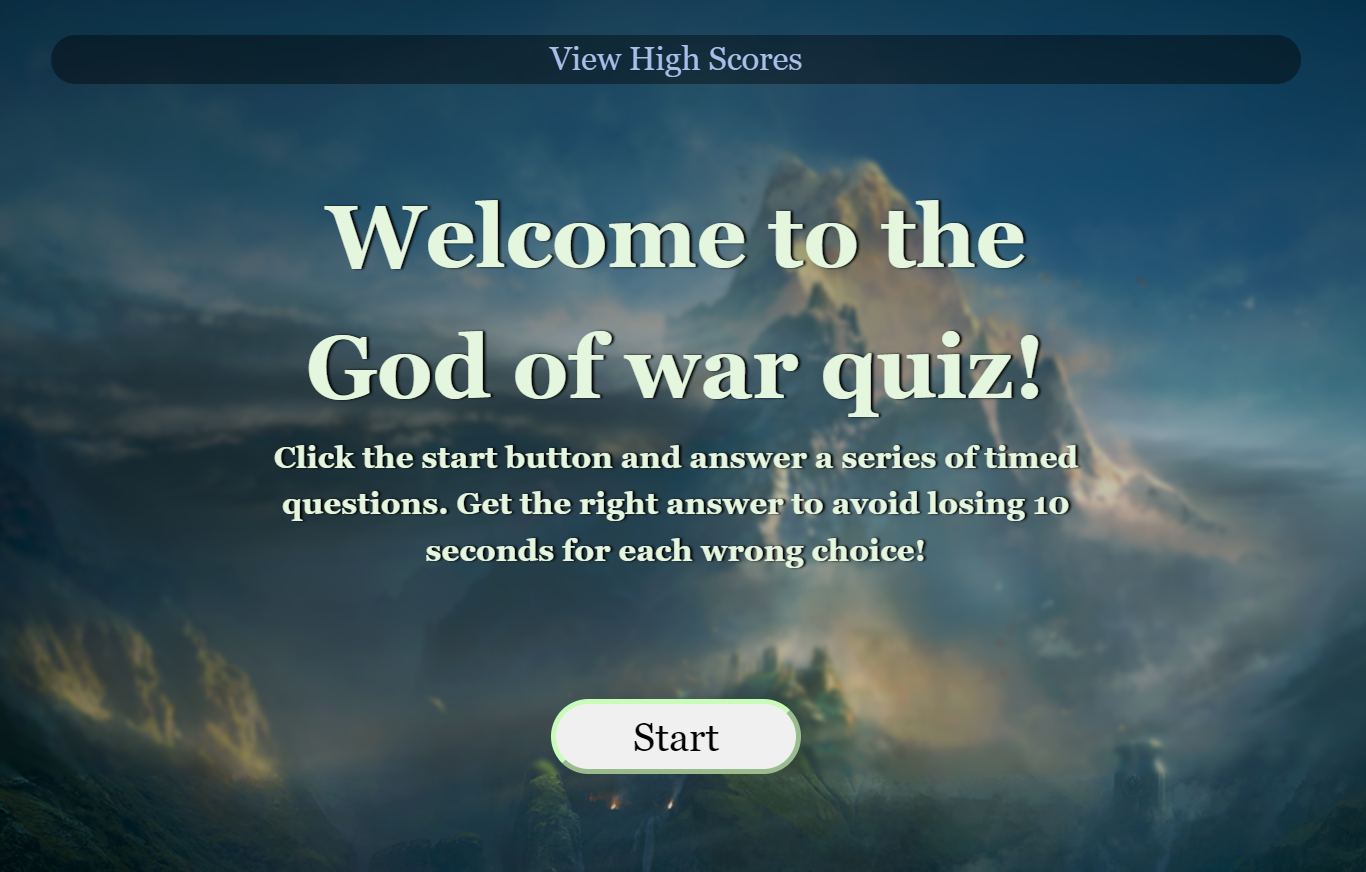 View High Scores
Welcome to the
God of war quiz!
Click the start button and answer a series of timed
questions. Get the right answer to avoid losing 10
seconds for each wrong choice!
Start